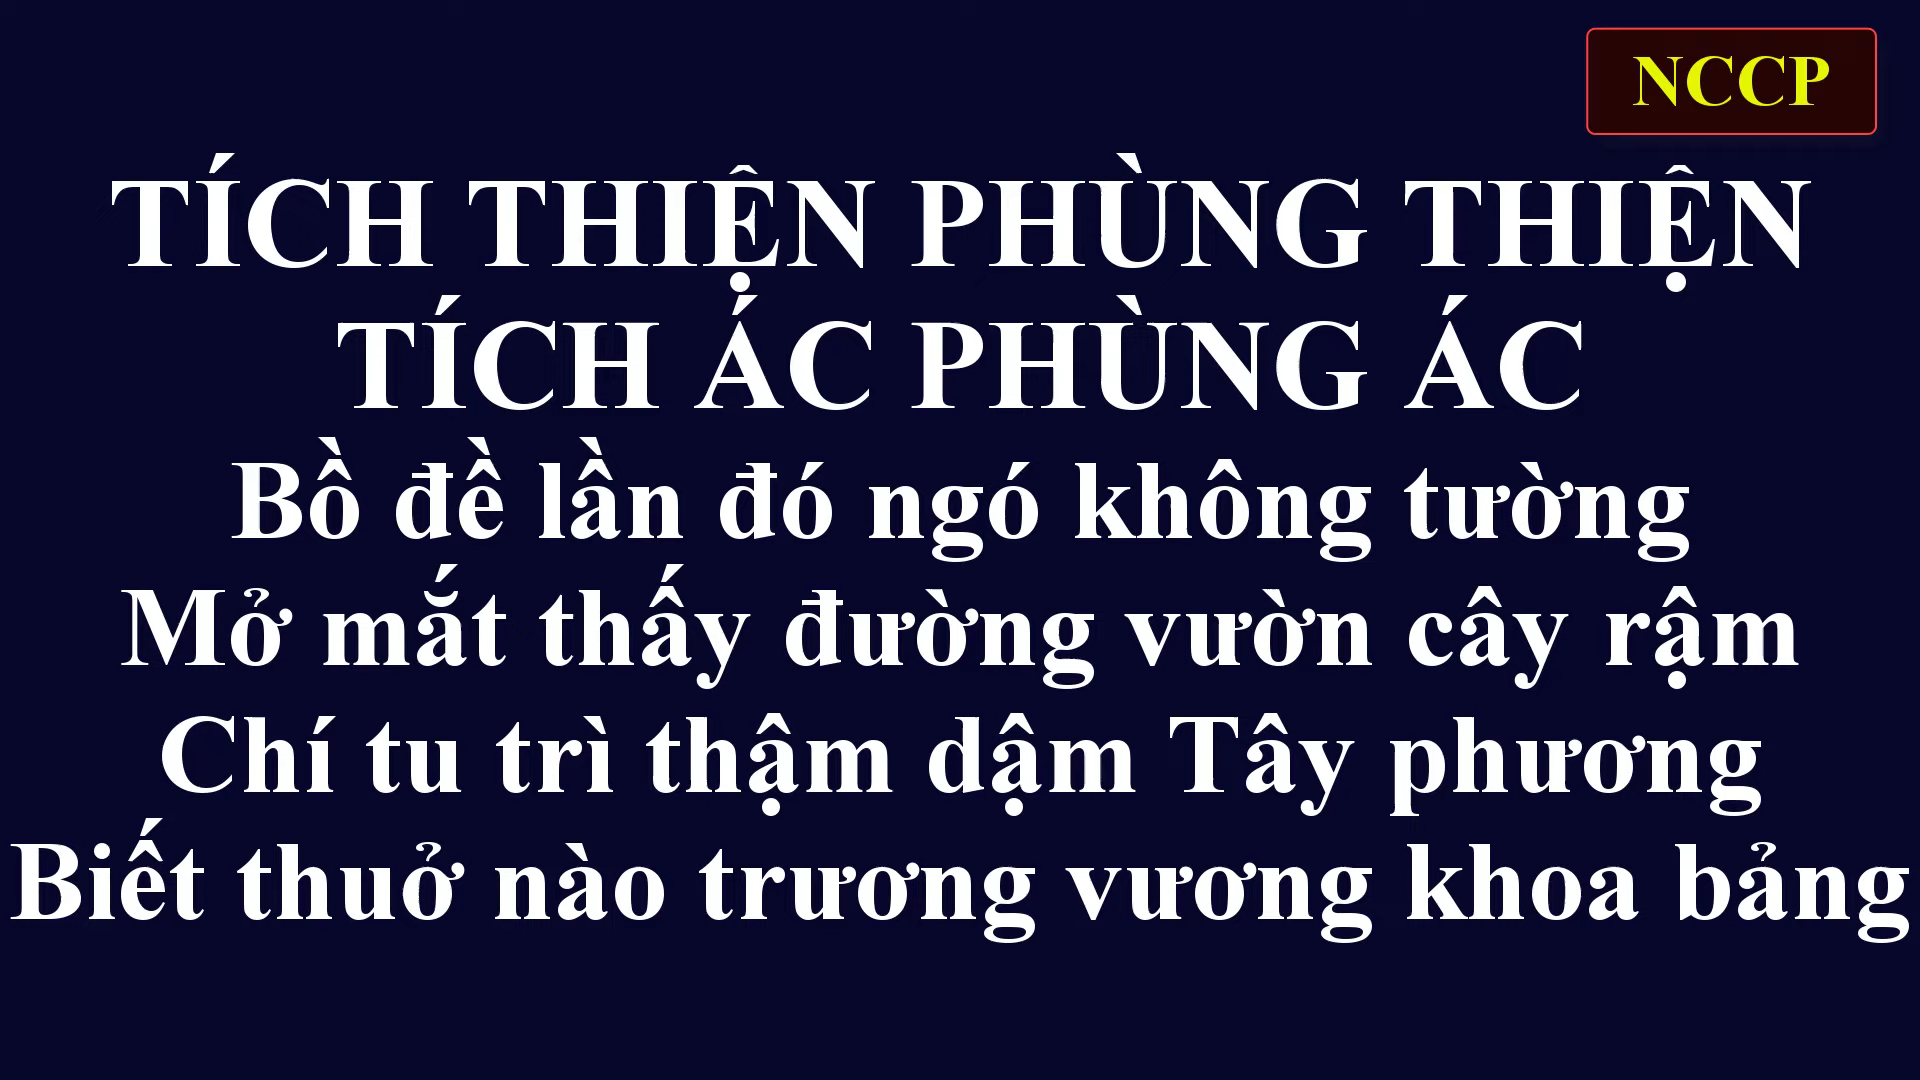 NCCP
TÍCH THIỆN PHÙNG THIỆN
TÍCH ÁC PHÙNG ÁC
Bồ đề lần đó ngó không tường
Mở mắt thấy đường vườn cây rậm
Chí tu trì thậm dậm Tây phương
Biết thuở nào trương vương khoa bảng